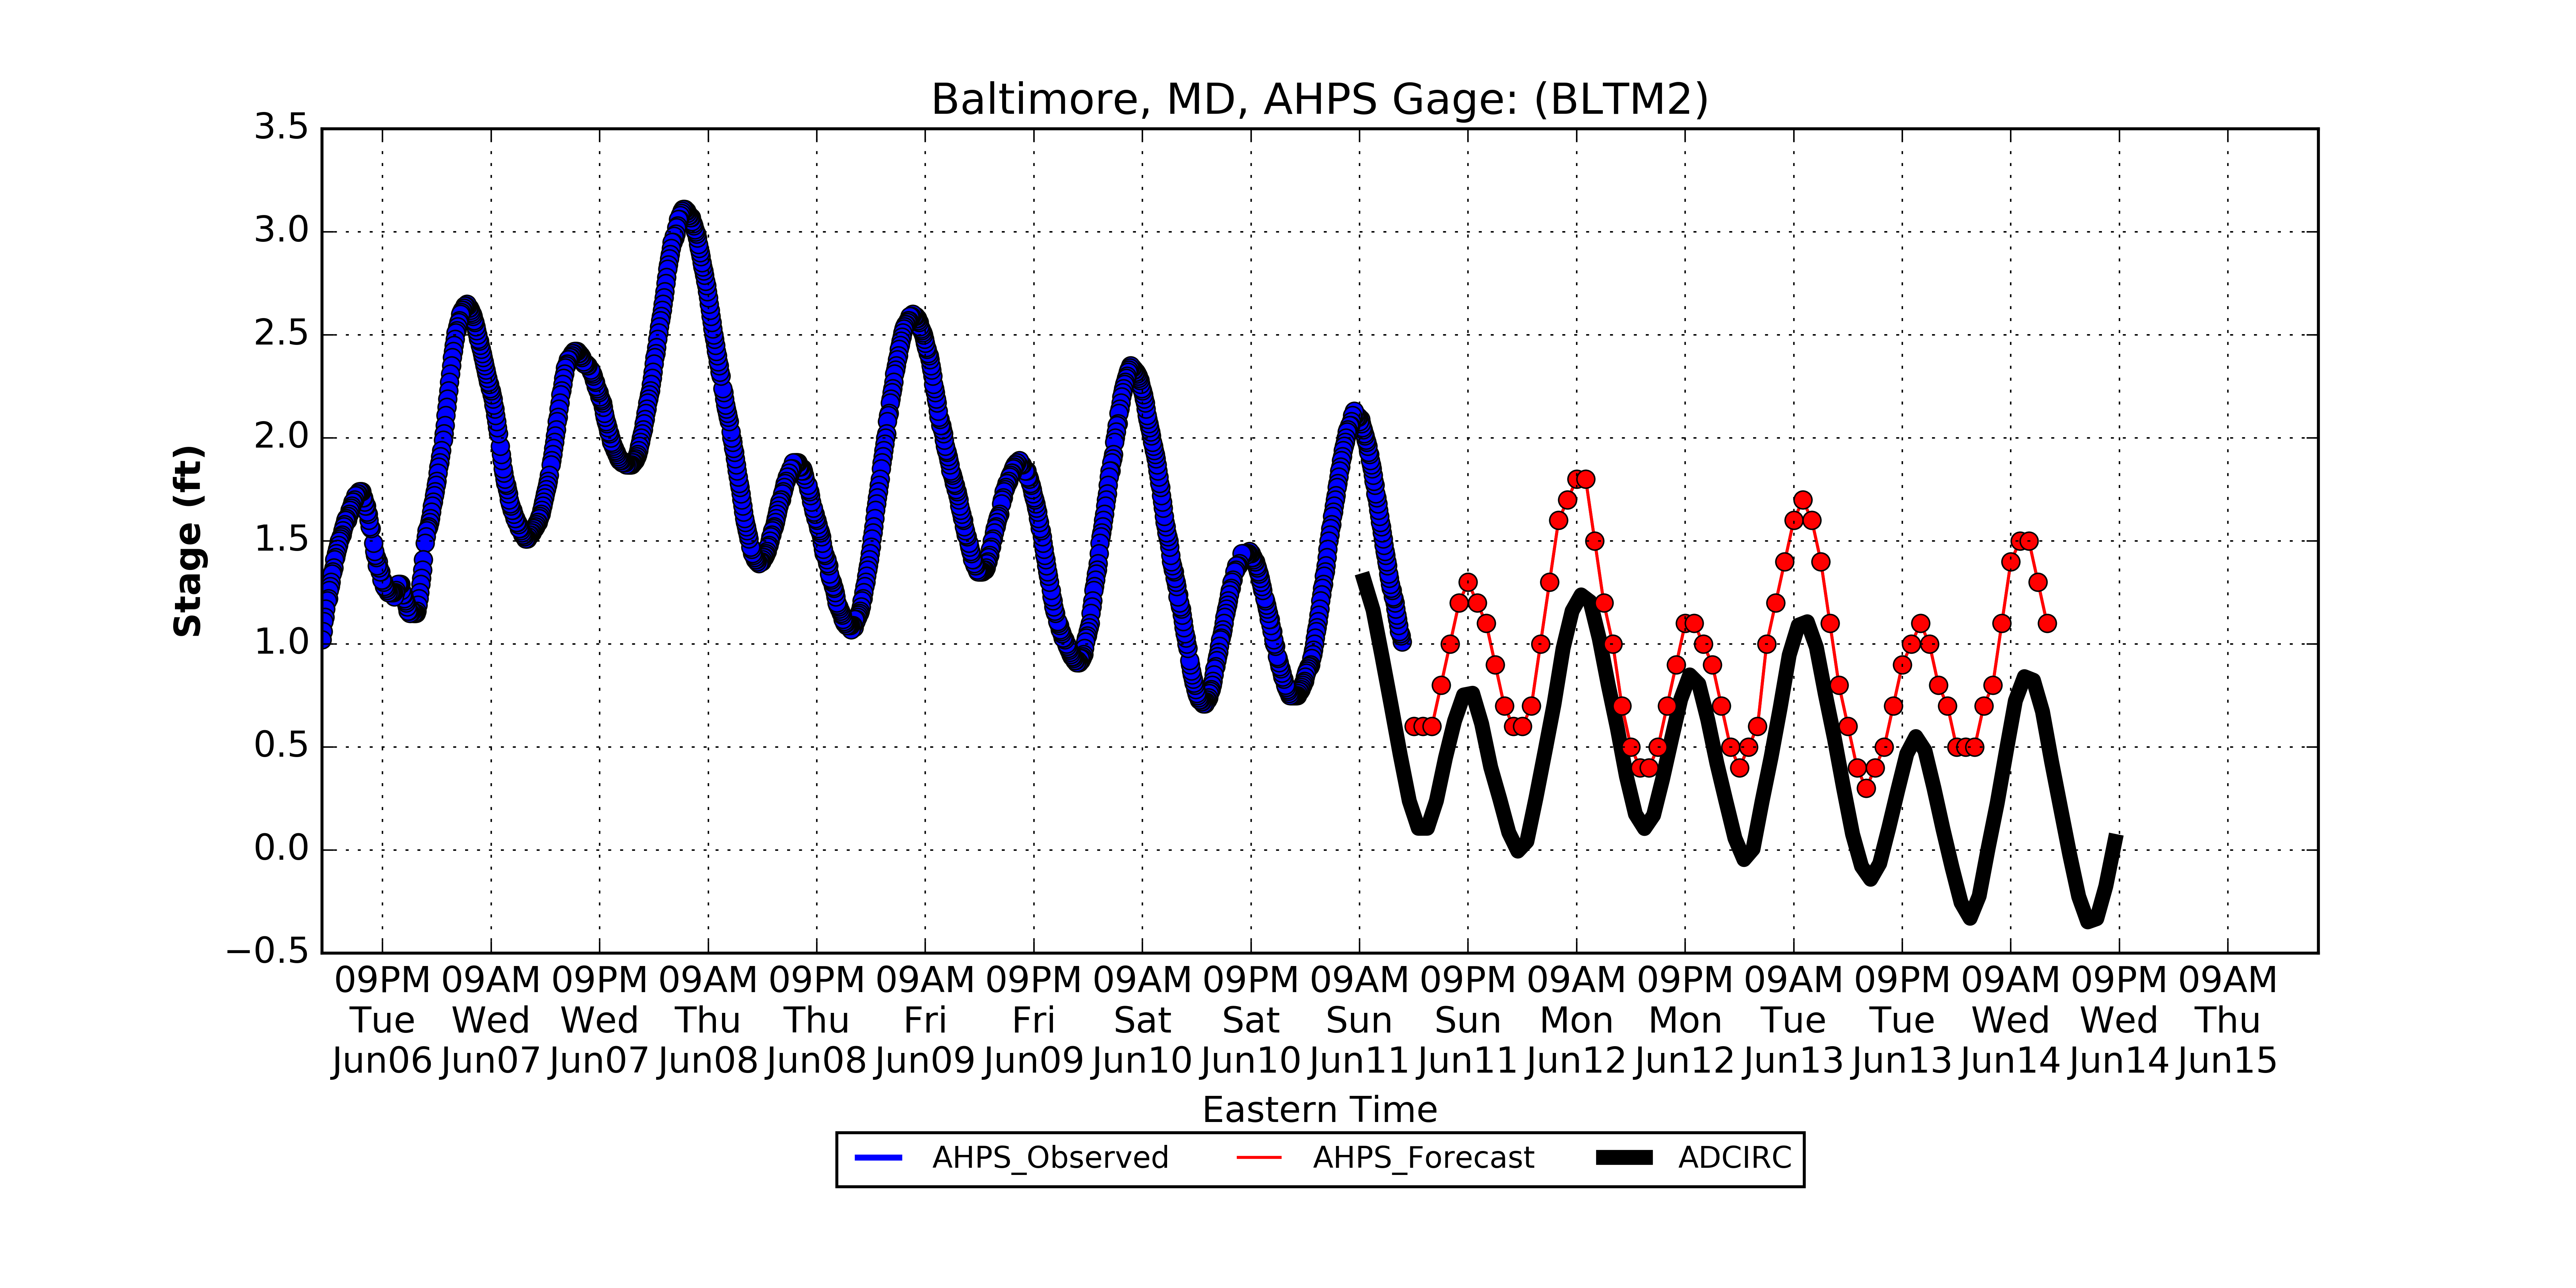 Baltimore, MD, AHPS Gage: (BLTM2)
3.5
3.0
2.5
2.0
1.5
1.0
0.5
0.0
−0.5
Stage (ft)
09PM 09AM 09PM 09AM 09PM 09AM 09PM 09AM 09PM 09AM 09PM 09AM 09PM 09AM 09PM 09AM 09PM 09AM
Tue Wed Wed Thu Thu Fri Fri Sat Sat Sun Sun Mon Mon Tue Tue Wed Wed Thu
Jun06 Jun07 Jun07 Jun08 Jun08 Jun09 Jun09 Jun10 Jun10 Jun11 Jun11 Jun12 Jun12 Jun13 Jun13 Jun14 Jun14 Jun15
Eastern Time
AHPS_Observed AHPS_Forecast ADCIRC